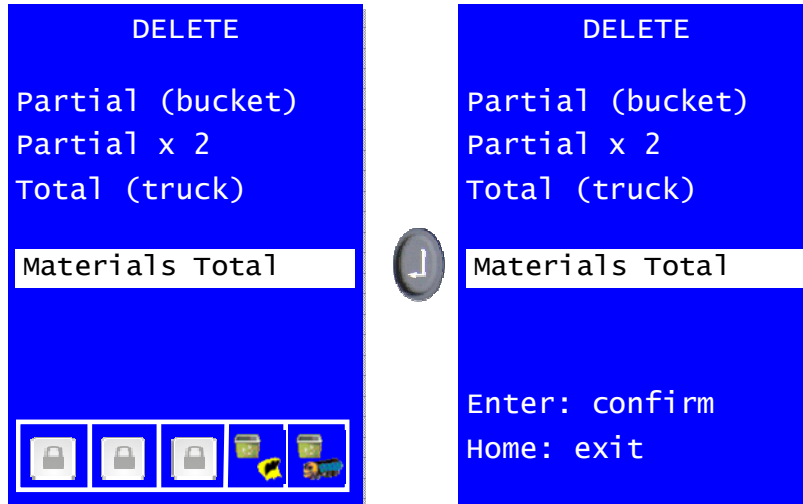 DELETE
Partial (bucket)
Partial x 2
Total (truck)
Materials Total
DELETE
Partial (bucket)
Partial x 2
Total (truck)
Materials Total
Enter: confirm
Home: exit